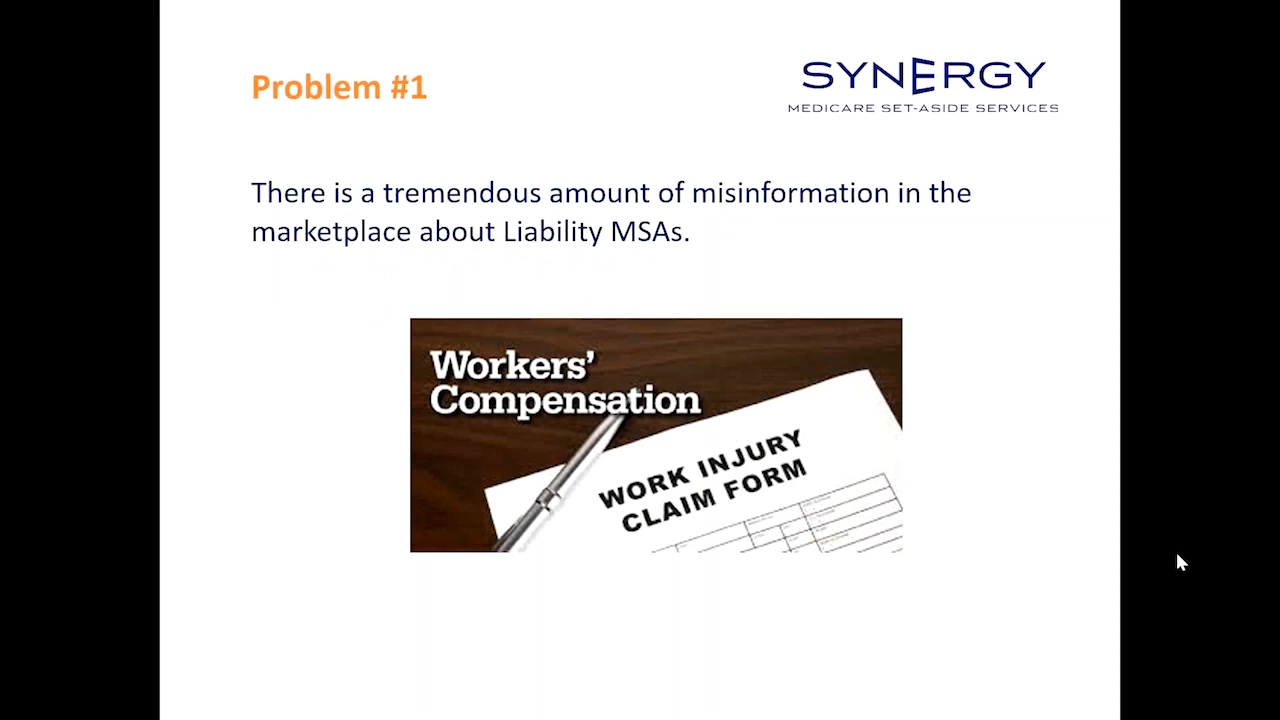 Problem #1
SYNERGY
MEDICARE SET-ASIDE SERVICES
There is a tremendous amount of misinformation in the
marketplace about Liability MSAs.
Workers’
Compensation
WORK INJURY
CLAIM FORM